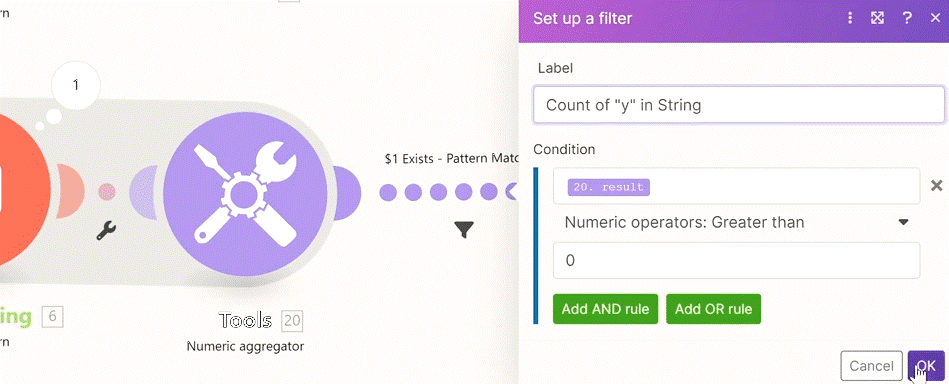 rn
1
$1 Exists - Pattern Matc
ing 6
rn
Tools 20
Numeric aggregator
Set up a filter
?
Label
Count of "y" in String
Condition
20. result
Numeric operators: Greater than
0
Add AND rule Add OR rule
Cancel OK